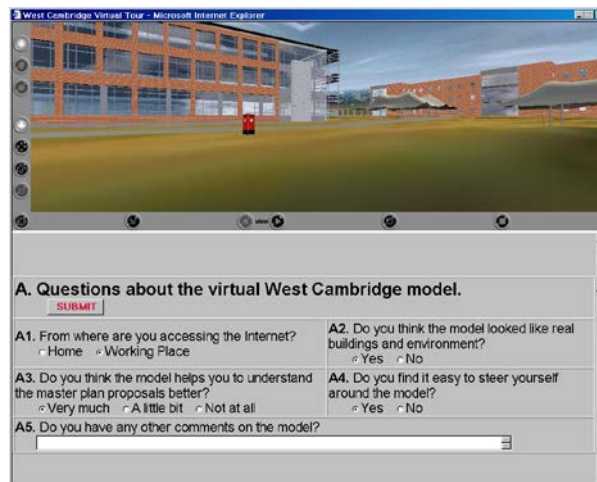 West Cambridge Virtual Tour - Microsoft Internet Explorer
view
A. Questions about the virtual West Cambridge model.
SUBMIT
A1. From where are you accessing the Internet?
Home Working Place
A2. Do you think the model looked like real
buildings and environment?
Yes No
A3. Do you think the model helps you to understand
the master plan proposals better?
Very much A little bit Not at all
A4. Do you find it easy to steer yourself
around the model?
Yes No
A5. Do you have any other comments on the model?